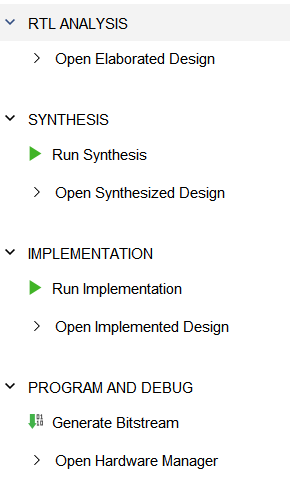 RTL ANALYSIS
Open Elaborated Design
SYNTHESIS
Run Synthesis
Open Synthesized Design
IMPLEMENTATION
Run Implementation
Open Implemented Design
PROGRAM AND DEBUG
Generate Bitstream
Open Hardware Manager